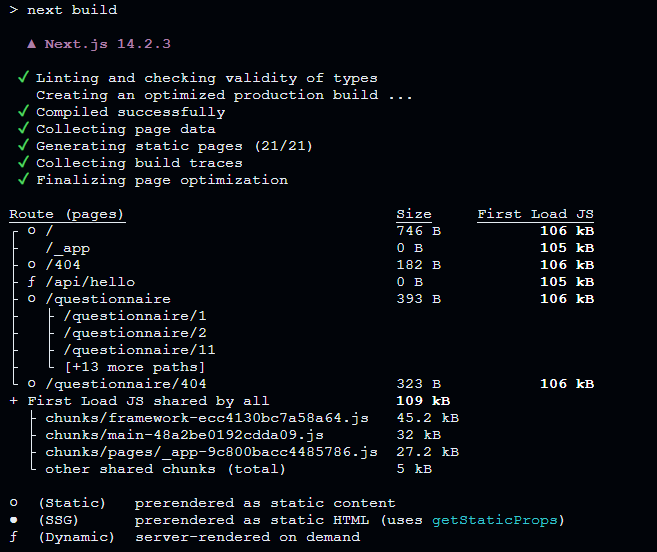 > next build
▲ Next.js 14.2.3
✓ Linting and checking validity of types
Creating an optimized production build ...
✓ Compiled successfully
✓ Collecting page data
✓ Generating static pages (21/21)
✓ Collecting build traces
✓ Finalizing page optimization
Route (pages) Size First Load JS
┌ ○ / 746 B 106 kB
├ /_app 0 B 105 kB
├ ○ /404 182 B 106 kB
├ ƒ /api/hello 0 B 105 kB
├ ○ /questionnaire 393 B 106 kB
├ ├ /questionnaire/1
├ ├ /questionnaire/2
├ ├ /questionnaire/11
├ └ [+13 more paths]
└ ○ /questionnaire/404 323 B 106 kB
+ First Load JS shared by all 109 kB
├ chunks/framework-ecc4130bc7a58a64.js 45.2 kB
├ chunks/main-48a2be0192cdda09.js 32 kB
├ chunks/pages/_app-9c800bacc4485786.js 27.2 kB
└ other shared chunks (total) 5 kB
○ (Static) prerendered as static content
● (SSG) prerendered as static HTML (uses getStaticProps)
ƒ (Dynamic) server-rendered on demand